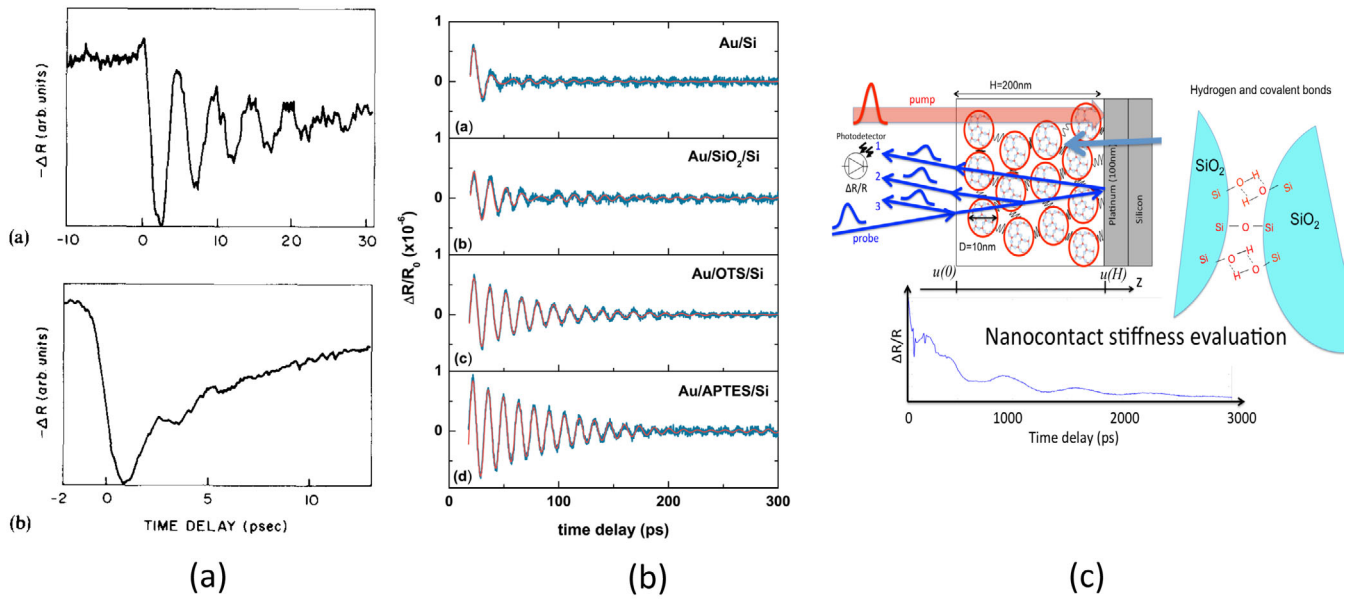 −ΔR (arb. units)
(a)
-10
0
10
20
30
−ΔR (arb. units)
(b)
-2
0
5
10
TIME DELAY (psec)
(a)
1
0
1
0
1
0
1
0
ΔR/R₀ (x10⁻⁶)
Au/Si
(a)
Au/SiO₂/Si
(b)
Au/OTS/Si
(c)
Au/APTES/Si
(d)
0
50
100
150
200
250
300
time delay (ps)
(b)
H=200nm
pump
Photodetector
1
2
3
ΔR/R
probe
D=10nm
Platinum (100nm)
Silicon
u(0)
u(H)
Z
Hydrogen and covalent bonds
SiO₂
SiO₂
Si
O
H
H
O
Si
Si
O
Si
Si
O
H
H
O
Si
Nanocontact stiffness evaluation
ΔR/R
0
1000
2000
3000
Time delay (ps)
(c)